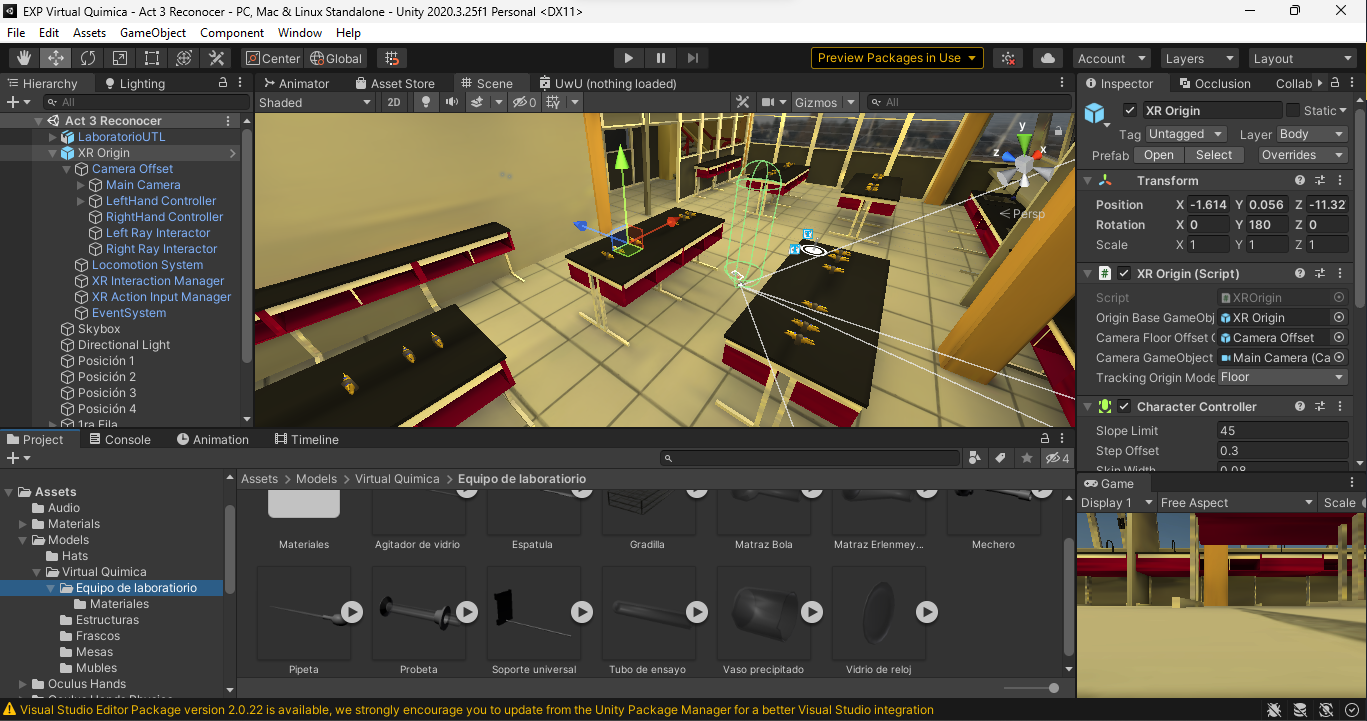 EXP Virtual Quimica - Act 3 Reconocer - PC, Mac & Linux Standalone - Unity 2020.3.25f1 Personal <DX11>
File Edit Assets GameObject Component Window Help
Center Global Preview Packages in Use Account Layers Layout
Hierarchy Lighting
All
Act 3 Reconocer
LaboratorioUTL
XR Origin
Camera Offset
Main Camera
LeftHand Controller
RightHand Controller
Left Ray Interactor
Right Ray Interactor
Locomotion System
XR Interaction Manager
XR Action Input Manager
EventSystem
Skybox
Directional Light
Posición 1
Posición 2
Posición 3
Posición 4
1ra Fila
Animator Asset Store Scene UwU (nothing loaded)
Shaded 2D 0 Gizmos All
y
z x
Persp
Inspector Occlusion Collab
XR Origin Static
Tag Untagged Layer Body
Prefab Open Select Overrides
Transform
Position X -1.614 Y 0.056 Z -11.32
Rotation X 0 Y 180 Z 0
Scale X 1 Y 1 Z 1
XR Origin (Script)
Script XROrigin
Origin Base GameObj XR Origin
Camera Floor Offset Camera Offset
Camera GameObject Main Camera (Ca
Tracking Origin Mode Floor
Character Controller
Slope Limit 45
Step Offset 0.3
Skin Width 0.08
Game
Display 1 Free Aspect Scale
Project Console Animation Timeline
4
Assets
Audio
Materials
Models
Hats
Virtual Quimica
Equipo de laboratiorio
Materiales
Estructuras
Frascos
Mesas
Mubles
Oculus Hands
Oculus Hands Physics
Assets > Models > Virtual Quimica > Equipo de laboratiorio
Materiales Agitador de vidrio Espatula Gradilla Matraz Bola Matraz Erlenmey... Mechero
Pipeta Probeta Soporte universal Tubo de ensayo Vaso precipitado Vidrio de reloj
Visual Studio Editor Package version 2.0.22 is available, we strongly encourage you to update from the Unity Package Manager for a better Visual Studio integration